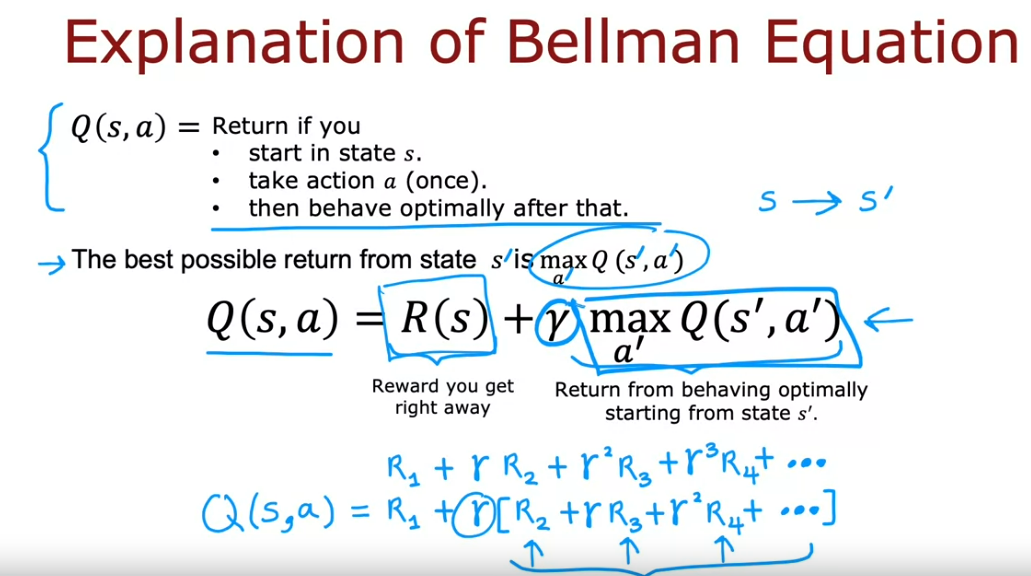 Explanation of Bellman Equation
Q(s, a) = Return if you
• start in state s.
• take action a (once).
• then behave optimally after that.
s → s′
→ The best possible return from state s′ is max Q (s′, a′)
a′
Q(s, a) = R(s) + γ max Q(s′, a′) ←
a′
Reward you get
right away
Return from behaving optimally
starting from state s′.
R₁ + γ R₂ + γ² R₃ + γ³ R₄ + ...
Q(s,a) = R₁ + γ [R₂ + γ R₃ + γ² R₄ + ...]